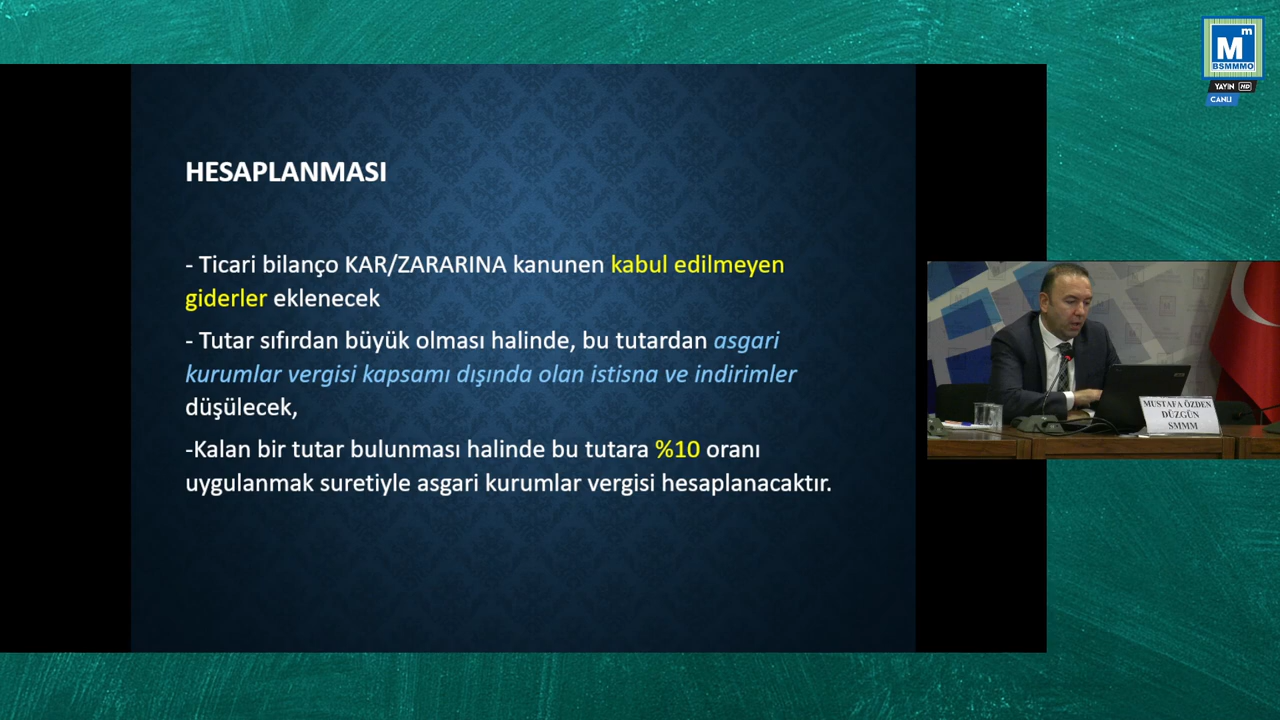 Mm
BSMMMO
YAYIN HD
CANLI
HESAPLANMASI
- Ticari bilanço KAR/ZARARINA kanunen kabul edilmeyen
giderler eklenecek
- Tutar sıfırdan büyük olması halinde, bu tutardan asgari
kurumlar vergisi kapsamı dışında olan istisna ve indirimler
düşülecek,
-Kalan bir tutar bulunması halinde bu tutara %10 oranı
uygulanmak suretiyle asgari kurumlar vergisi hesaplanacaktır.
MUSTAFA ÖZDEN
DÜZGÜN
SMMM